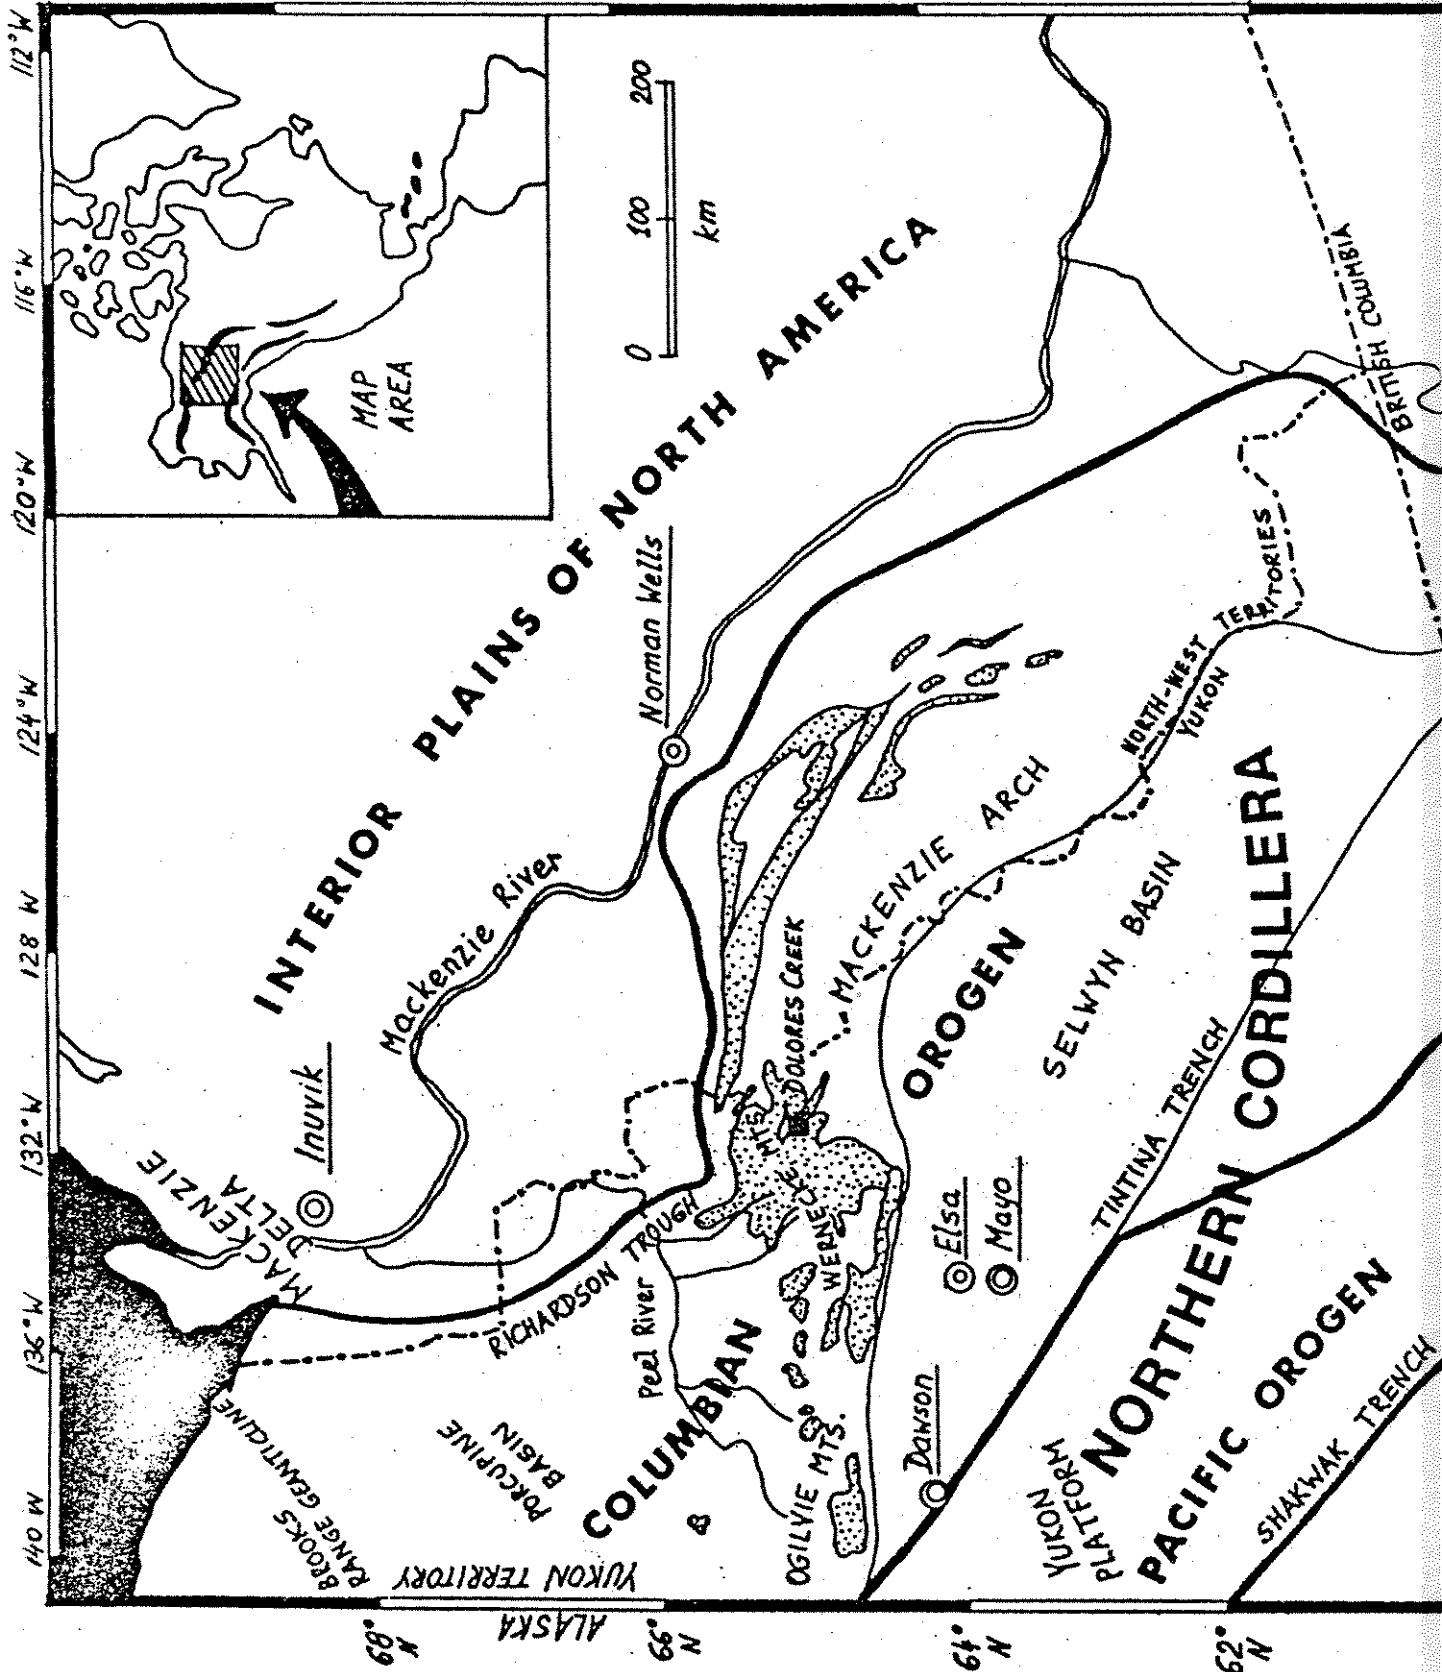 140 W
136° W
132° W
128 W
124° W
120° W
116° W
112° W
68°
N
66°
N
64°
N
62°
N
MAP
AREA
0 100 200
km
INTERIOR PLAINS OF NORTH AMERICA
MACKENZIE
DELTA
Inuvik
Mackenzie River
Norman Wells
BROOKS
RANGE GEANTICLINE
PORCUPINE
BASIN
RICHARDSON TROUGH
Peel River
YUKON TERRITORY
ALASKA
COLUMBIAN
OROGEN
OGILVIE MTS.
WERNECKE MTS.
DOLORES CREEK
MACKENZIE ARCH
NORTH-WEST TERRITORIES
YUKON
BRITISH COLUMBIA
SELWYN BASIN
Dawson
Elsa
Mayo
TINTINA TRENCH
NORTHERN CORDILLERA
YUKON
PLATFORM
PACIFIC OROGEN
SHAKWAK TRENCH